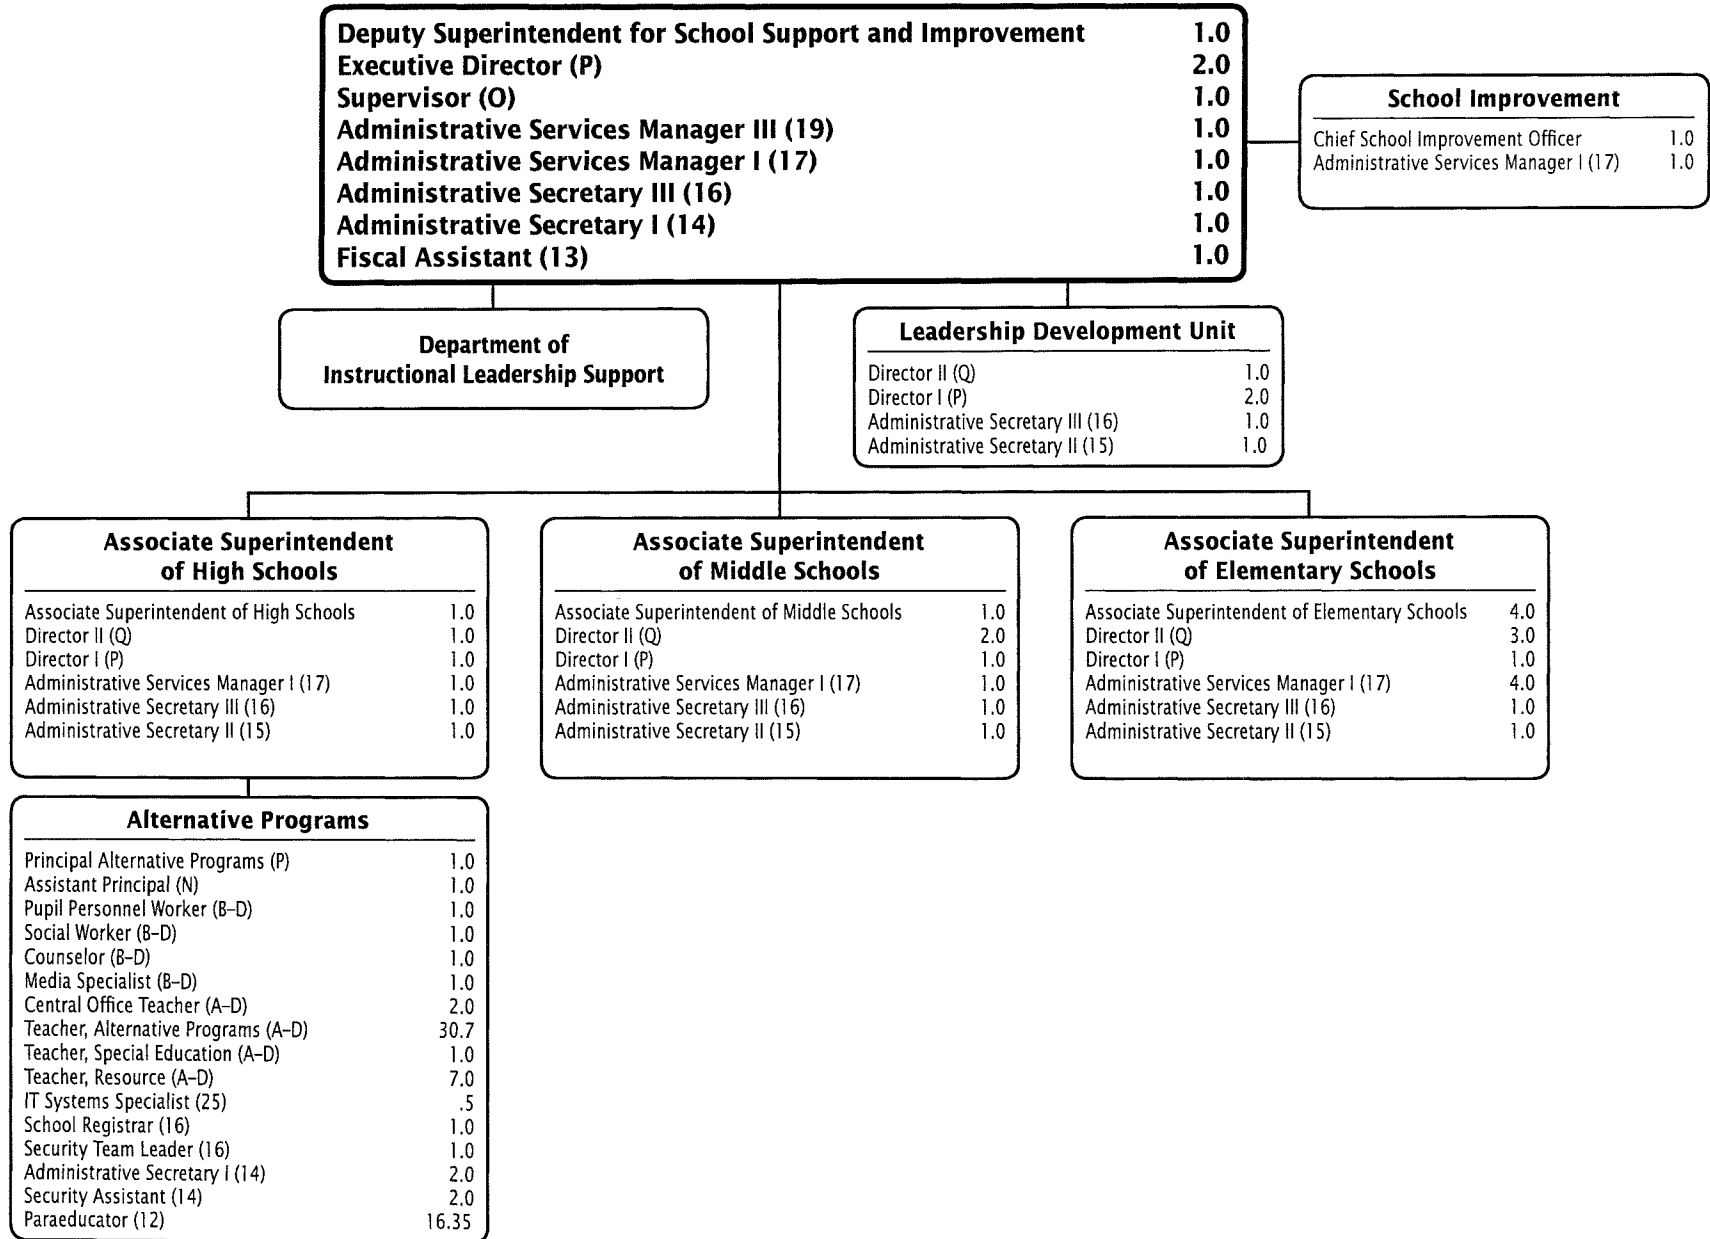 Deputy Superintendent for School Support and Improvement 1.0
Executive Director (P) 2.0
Supervisor (O) 1.0
Administrative Services Manager III (19) 1.0
Administrative Services Manager I (17) 1.0
Administrative Secretary III (16) 1.0
Administrative Secretary I (14) 1.0
Fiscal Assistant (13) 1.0
School Improvement
Chief School Improvement Officer 1.0
Administrative Services Manager I (17) 1.0
Department of
Instructional Leadership Support
Leadership Development Unit
Director II (Q) 1.0
Director I (P) 2.0
Administrative Secretary III (16) 1.0
Administrative Secretary II (15) 1.0
Associate Superintendent
of High Schools
Associate Superintendent of High Schools 1.0
Director II (Q) 1.0
Director I (P) 1.0
Administrative Services Manager I (17) 1.0
Administrative Secretary III (16) 1.0
Administrative Secretary II (15) 1.0
Associate Superintendent
of Middle Schools
Associate Superintendent of Middle Schools 1.0
Director II (Q) 2.0
Director I (P) 1.0
Administrative Services Manager I (17) 1.0
Administrative Secretary III (16) 1.0
Administrative Secretary II (15) 1.0
Associate Superintendent
of Elementary Schools
Associate Superintendent of Elementary Schools 4.0
Director II (Q) 3.0
Director I (P) 1.0
Administrative Services Manager I (17) 4.0
Administrative Secretary III (16) 1.0
Administrative Secretary II (15) 1.0
Alternative Programs
Principal Alternative Programs (P) 1.0
Assistant Principal (N) 1.0
Pupil Personnel Worker (B–D) 1.0
Social Worker (B–D) 1.0
Counselor (B–D) 1.0
Media Specialist (B–D) 1.0
Central Office Teacher (A–D) 2.0
Teacher, Alternative Programs (A–D) 30.7
Teacher, Special Education (A–D) 1.0
Teacher, Resource (A–D) 7.0
IT Systems Specialist (25) .5
School Registrar (16) 1.0
Security Team Leader (16) 1.0
Administrative Secretary I (14) 2.0
Security Assistant (14) 2.0
Paraeducator (12) 16.35